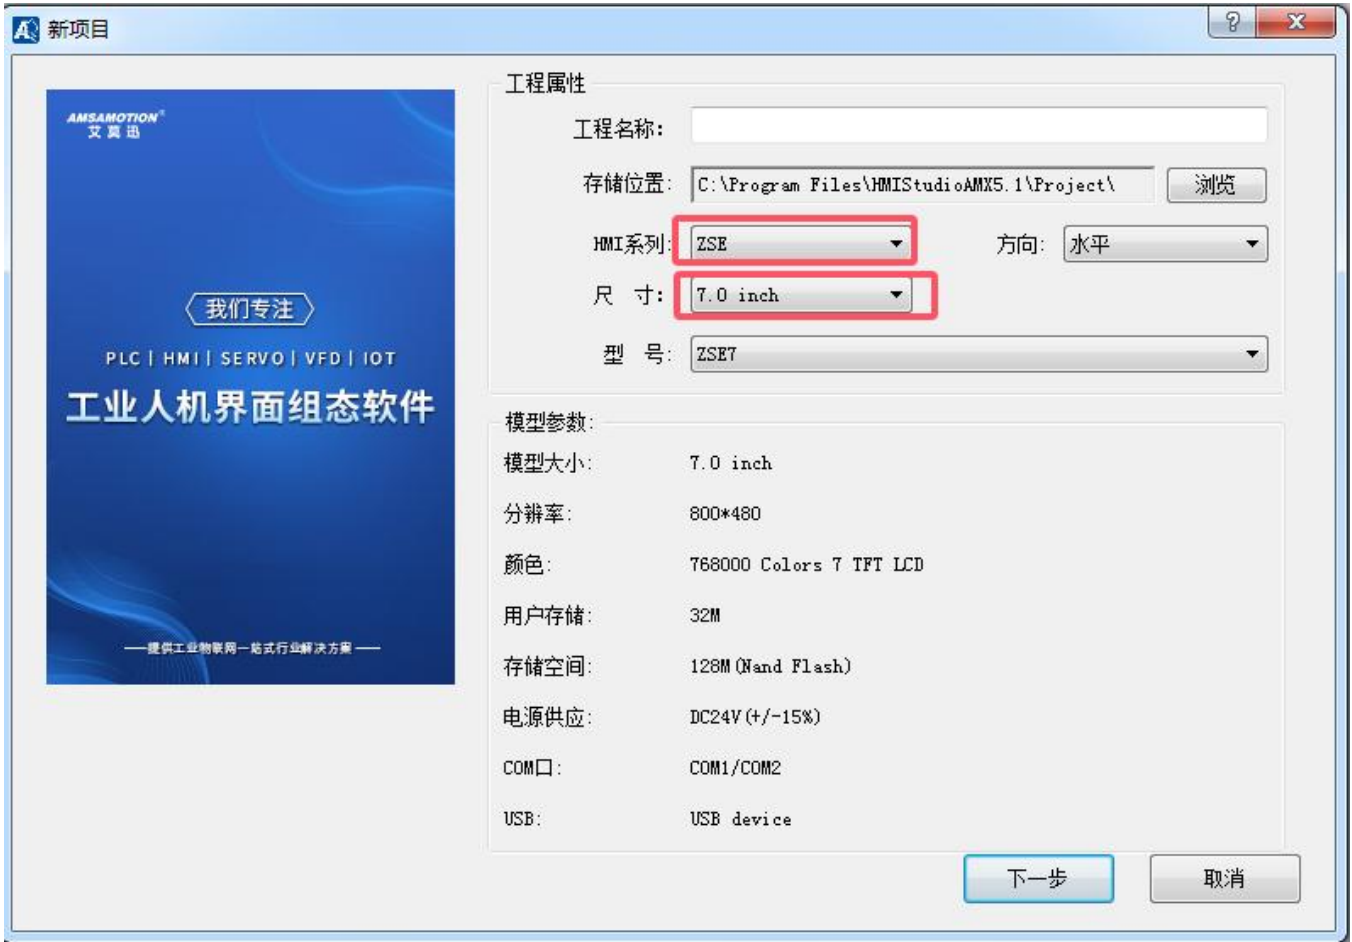 新项目
AMSAMOTION®
艾莫迅
我们专注
PLC | HMI | SERVO | VFD | IOT
工业人机界面组态软件
——提供工业物联网一站式行业解决方案——
工程属性
工程名称:
存储位置: C:\Program Files\HMIStudioAMX5.1\Project\ 浏览
HMI系列: ZSE 方向: 水平
尺 寸: 7.0 inch
型 号: ZSE7
模型参数:
模型大小: 7.0 inch
分辨率: 800*480
颜色: 768000 Colors 7 TFT LCD
用户存储: 32M
存储空间: 128M(Nand Flash)
电源供应: DC24V(+/-15%)
COM口: COM1/COM2
USB: USB device
下一步 取消